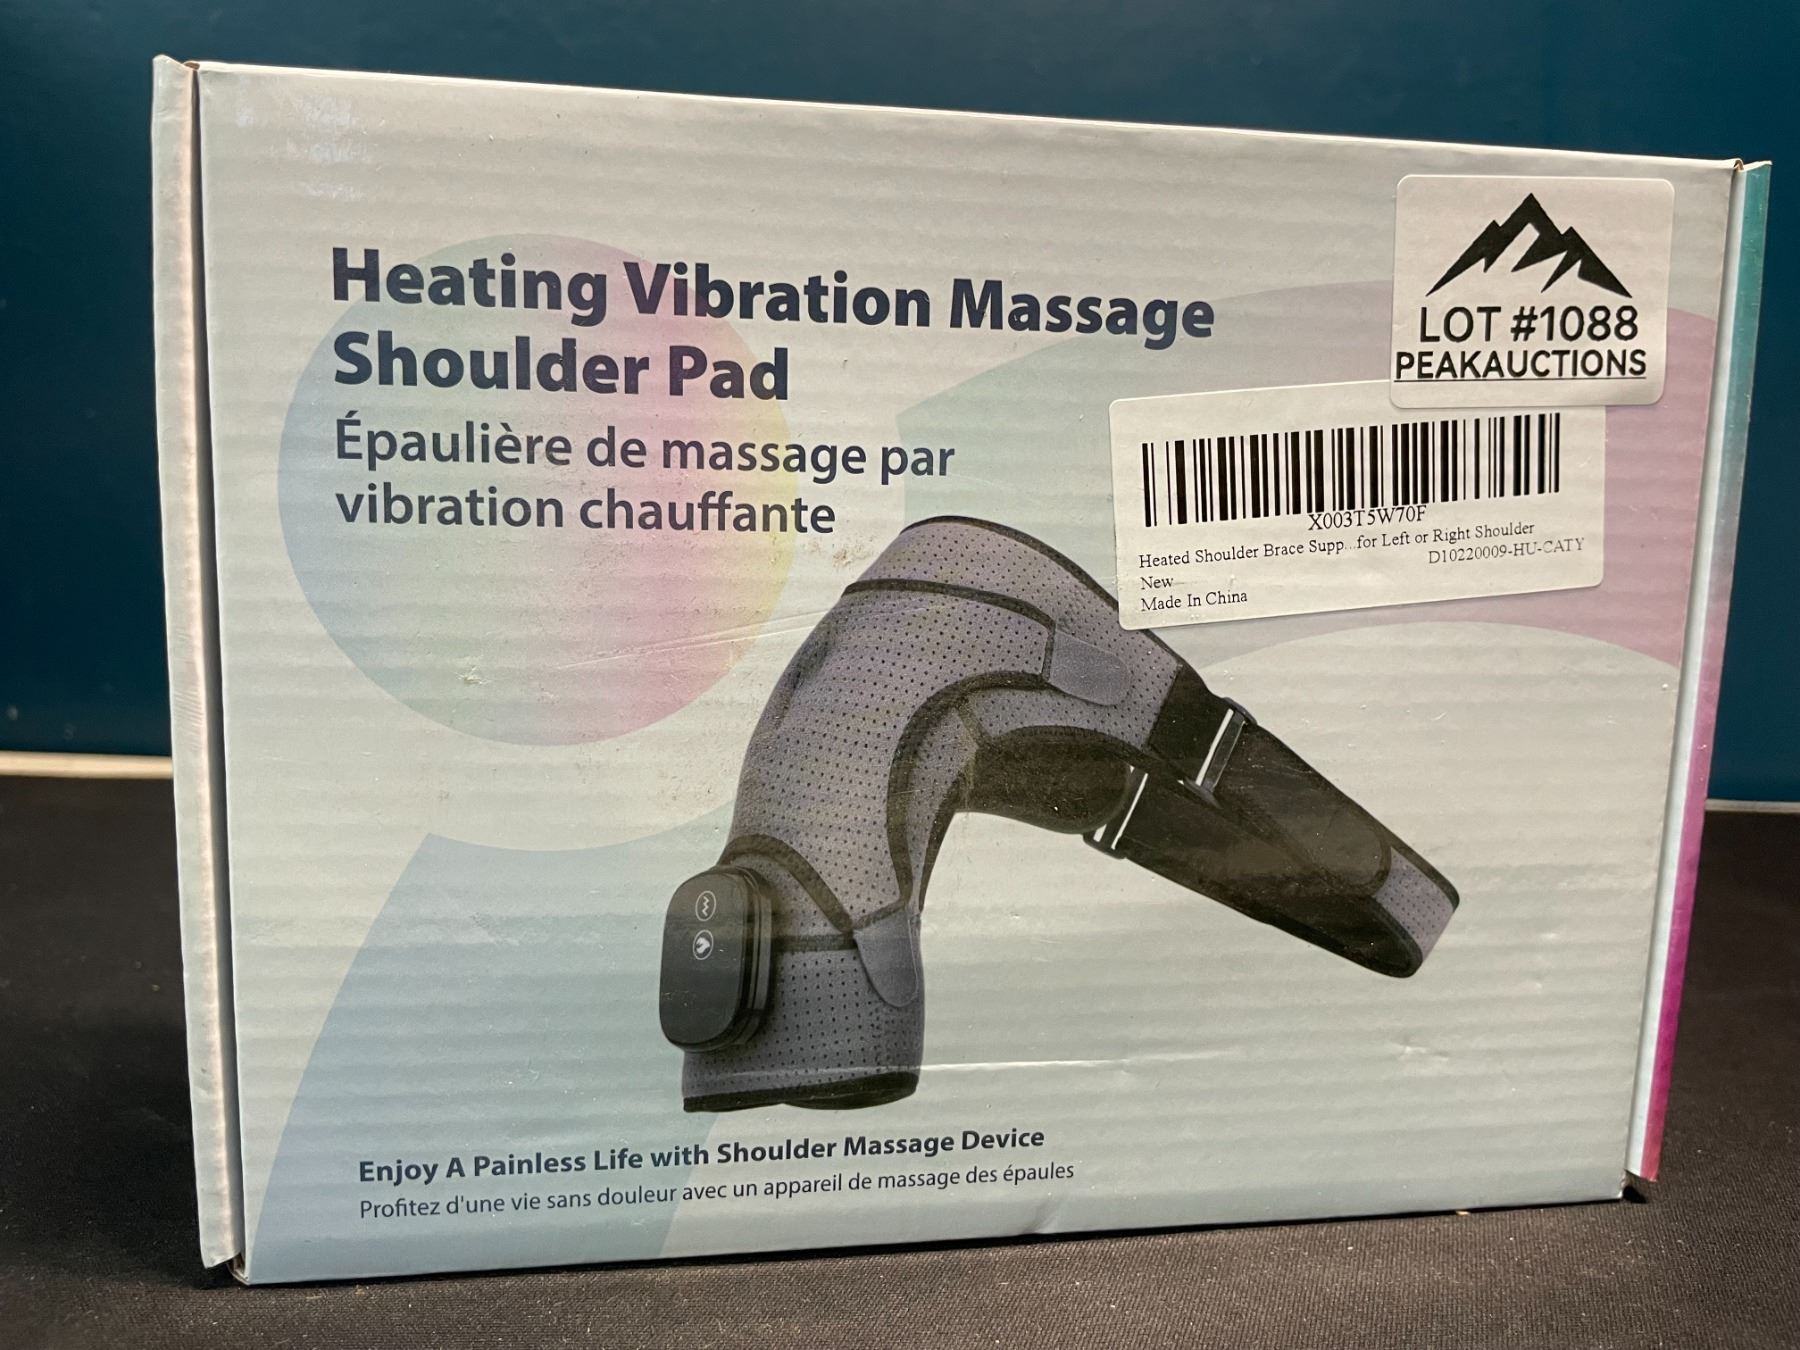 Heating Vibration Massage
Shoulder Pad
Épaulière de massage par
vibration chauffante
LOT #1088
PEAKAUCTIONS
X003T5W70F
Heated Shoulder Brace Supp...for Left or Right Shoulder
D10220009-HU-CATY
New
Made In China
Enjoy A Painless Life with Shoulder Massage Device
Profitez d'une vie sans douleur avec un appareil de massage des épaules